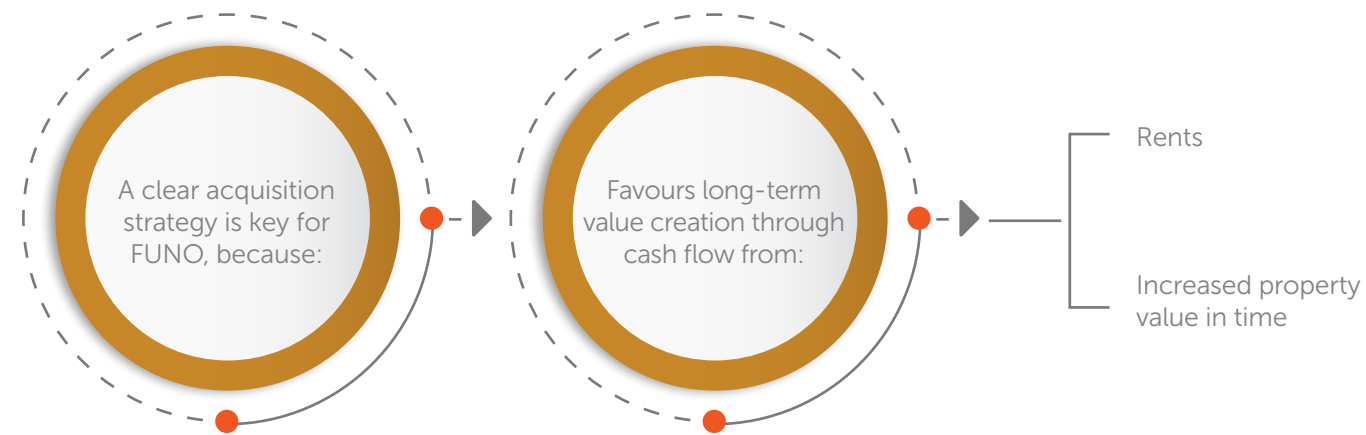 A clear acquisition
strategy is key for
FUNO, because:
Favours long-term
value creation through
cash flow from:
Rents
Increased property
value in time